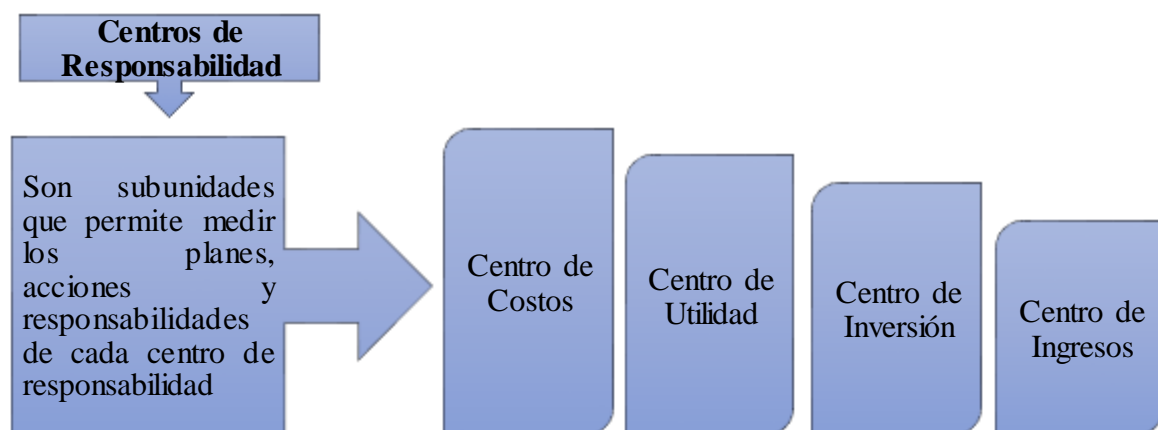 Centros de
Responsabilidad
Son subunidades
que permite medir
los planes,
acciones y
responsabilidades
de cada centro de
responsabilidad
Centro de
Costos
Centro de
Utilidad
Centro de
Inversión
Centro de
Ingresos